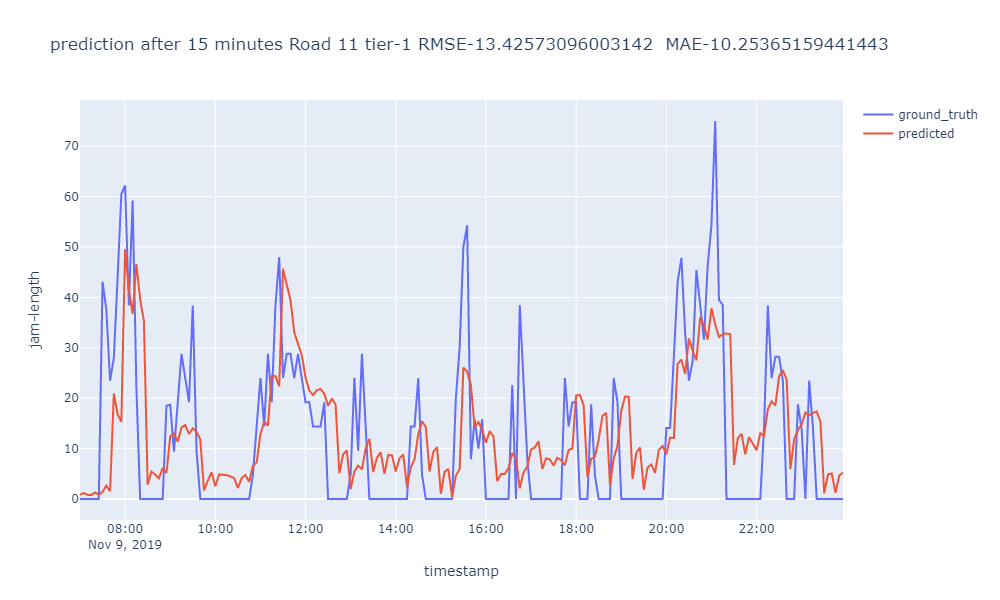 prediction after 15 minutes Road 11 tier-1 RMSE-13.42573096003142  MAE-10.25365159441443
ground_truth
predicted
jam-length
70
60
50
40
30
20
10
0
08:00 10:00 12:00 14:00 16:00 18:00 20:00 22:00
Nov 9, 2019
timestamp